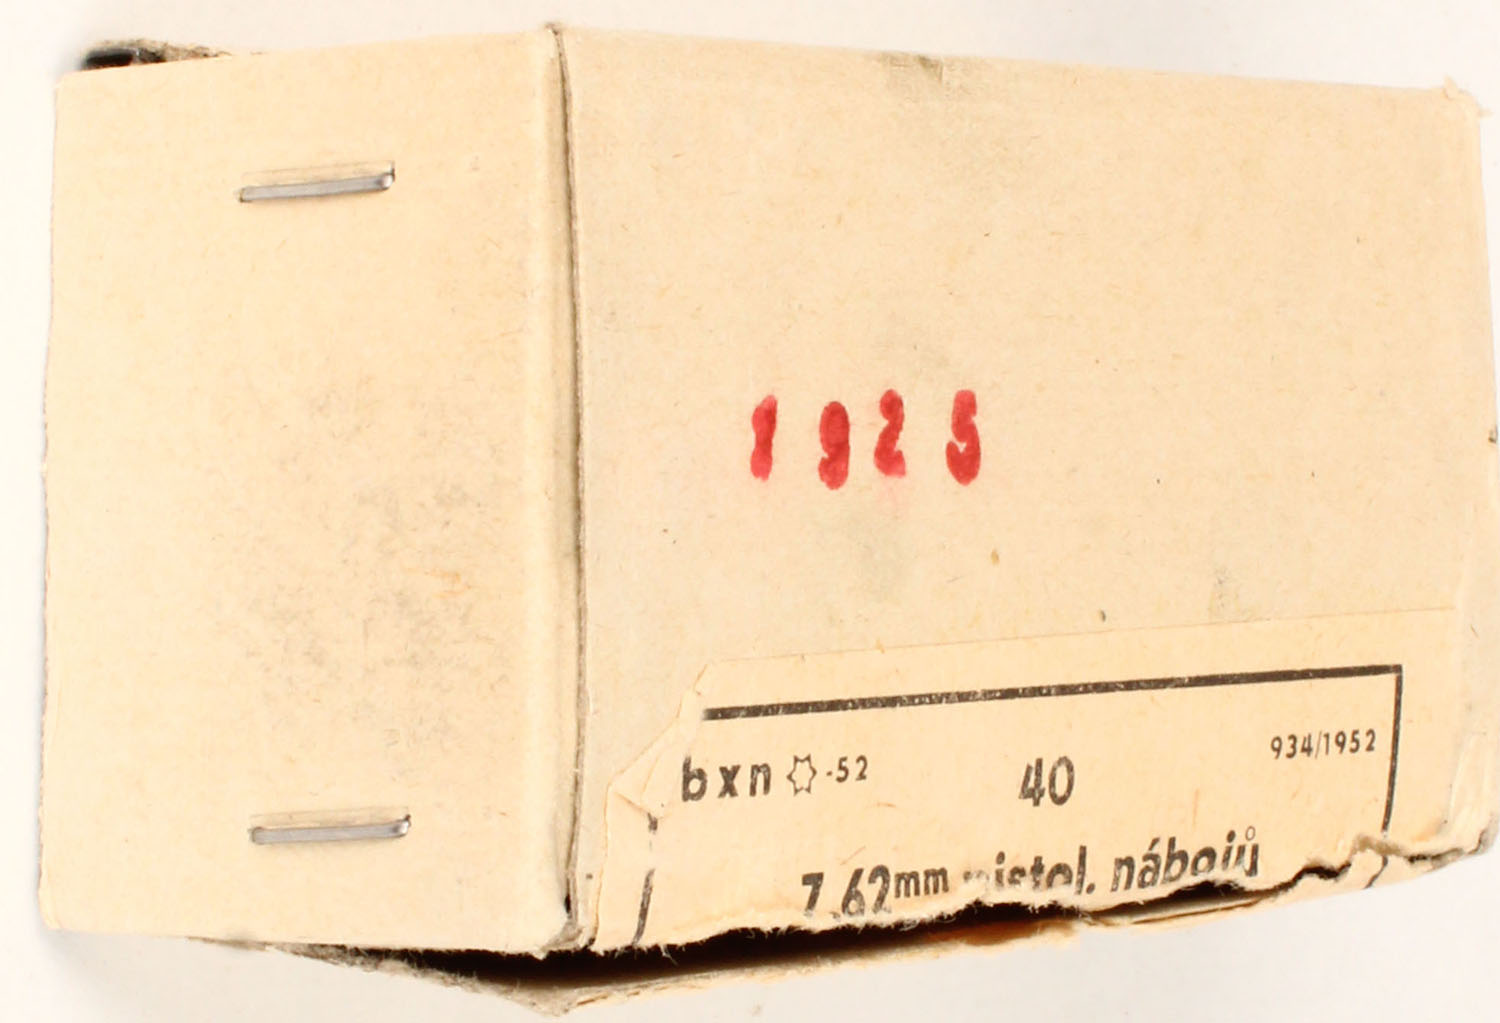 1925
bxn -52 40 934/1952
7,62mm pistol. nábojů